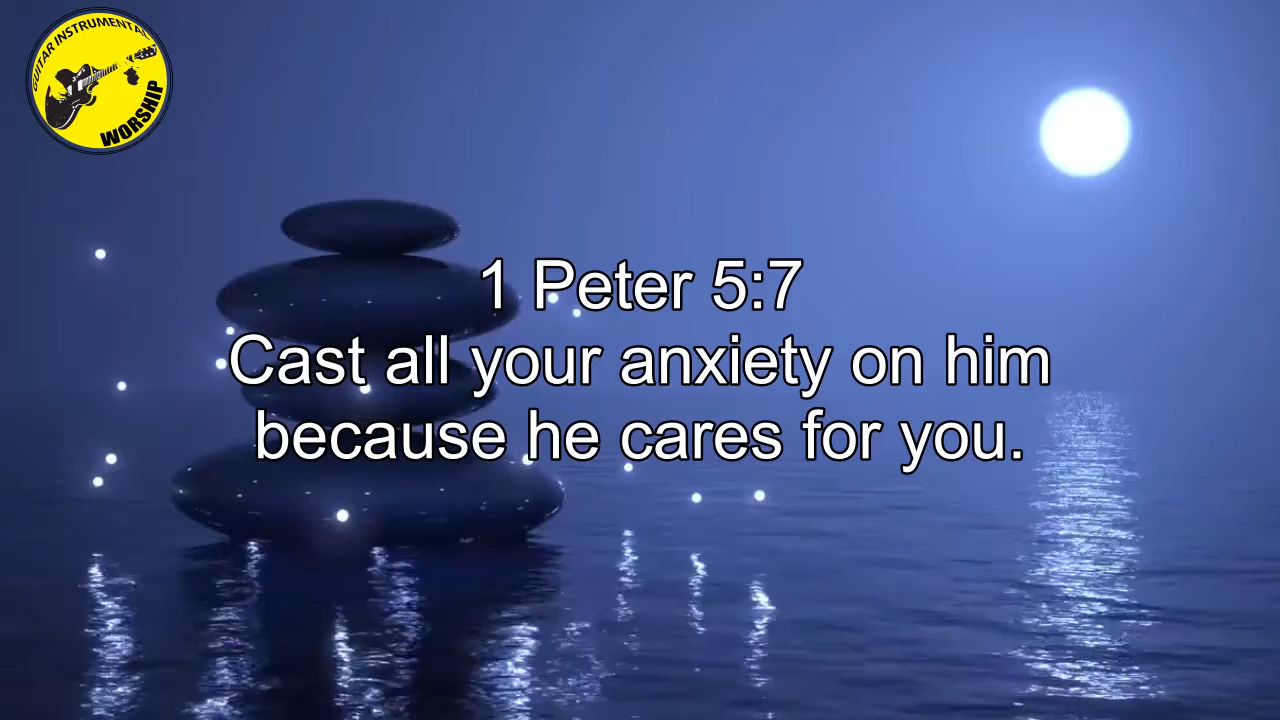 GUITAR INSTRUMENTAL
WORSHIP
1 Peter 5:7
Cast all your anxiety on him
because he cares for you.